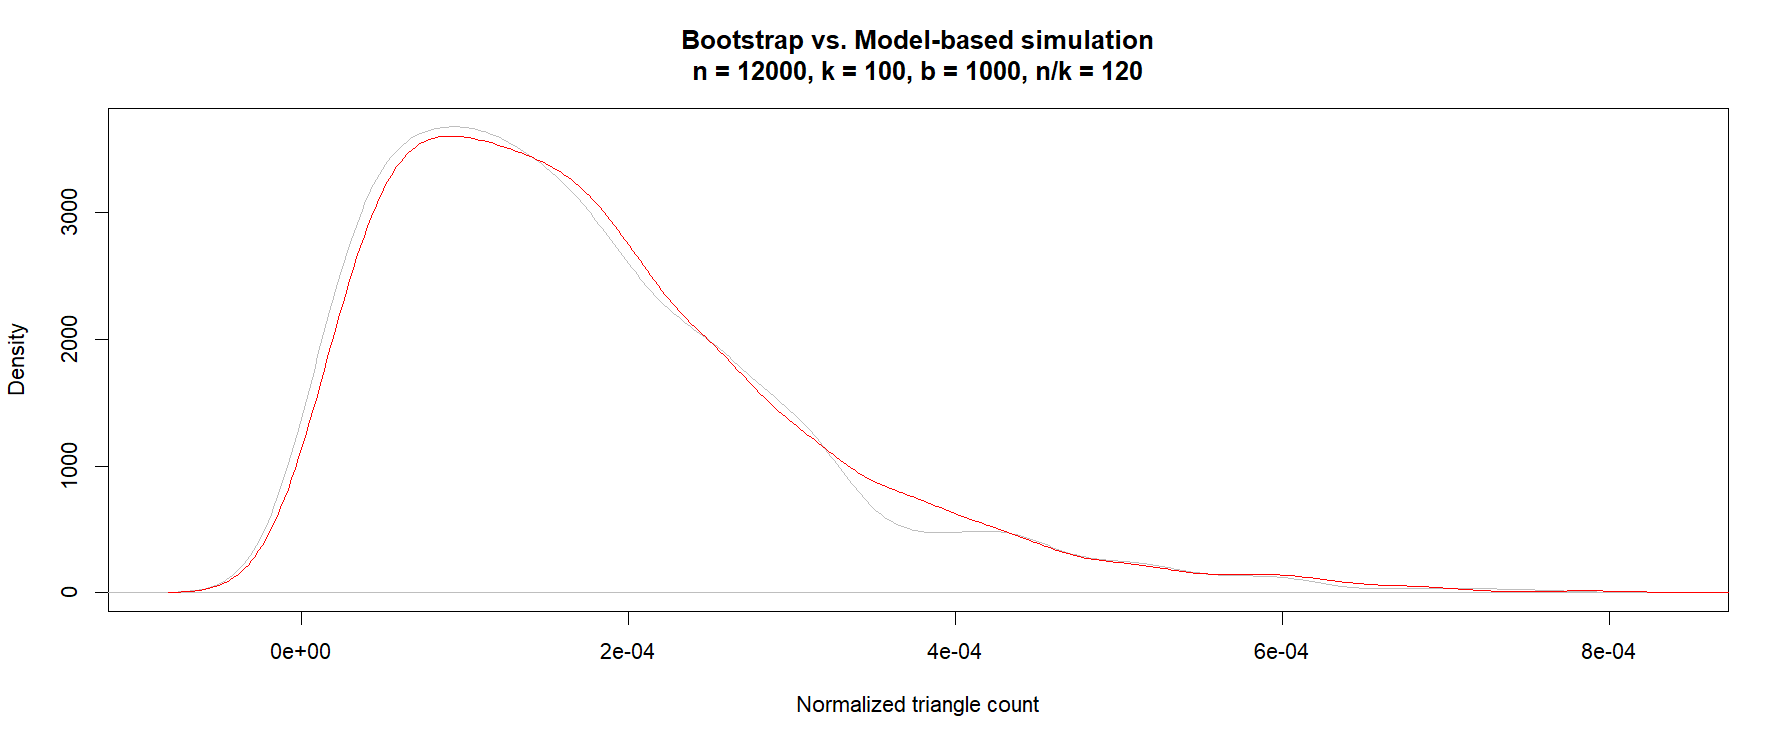 Bootstrap vs. Model-based simulation
n = 12000, k = 100, b = 1000, n/k = 120
Density
3000
2000
1000
0
0e+00 2e-04 4e-04 6e-04 8e-04
Normalized triangle count